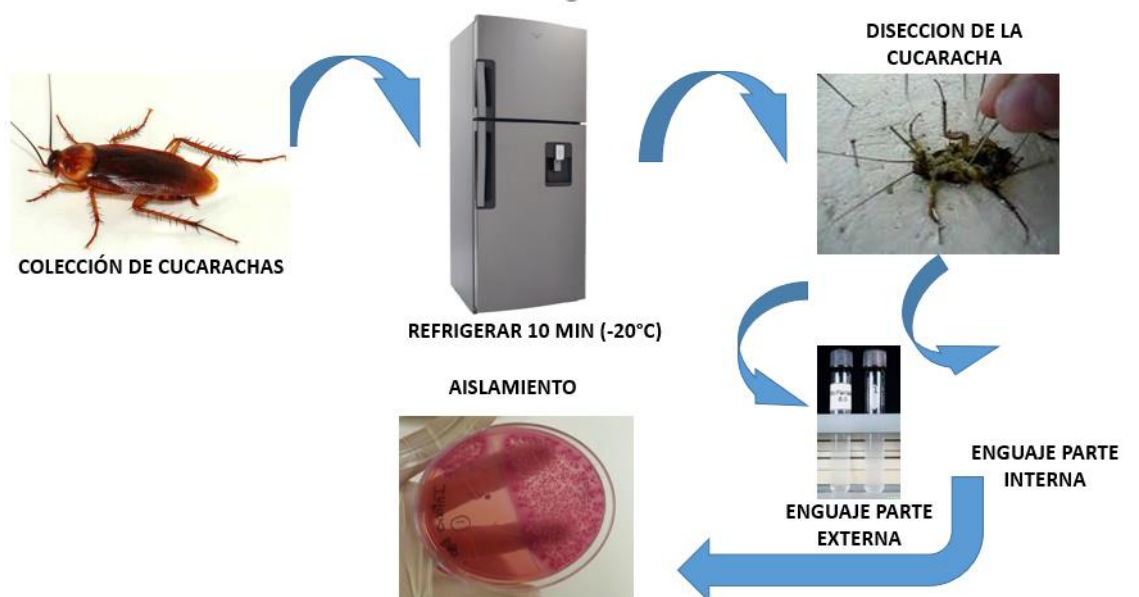 DISECCION DE LA
CUCARACHA
COLECCIÓN DE CUCARACHAS
REFRIGERAR 10 MIN (-20°C)
AISLAMIENTO
ENGUAJE PARTE
INTERNA
ENGUAJE PARTE
EXTERNA